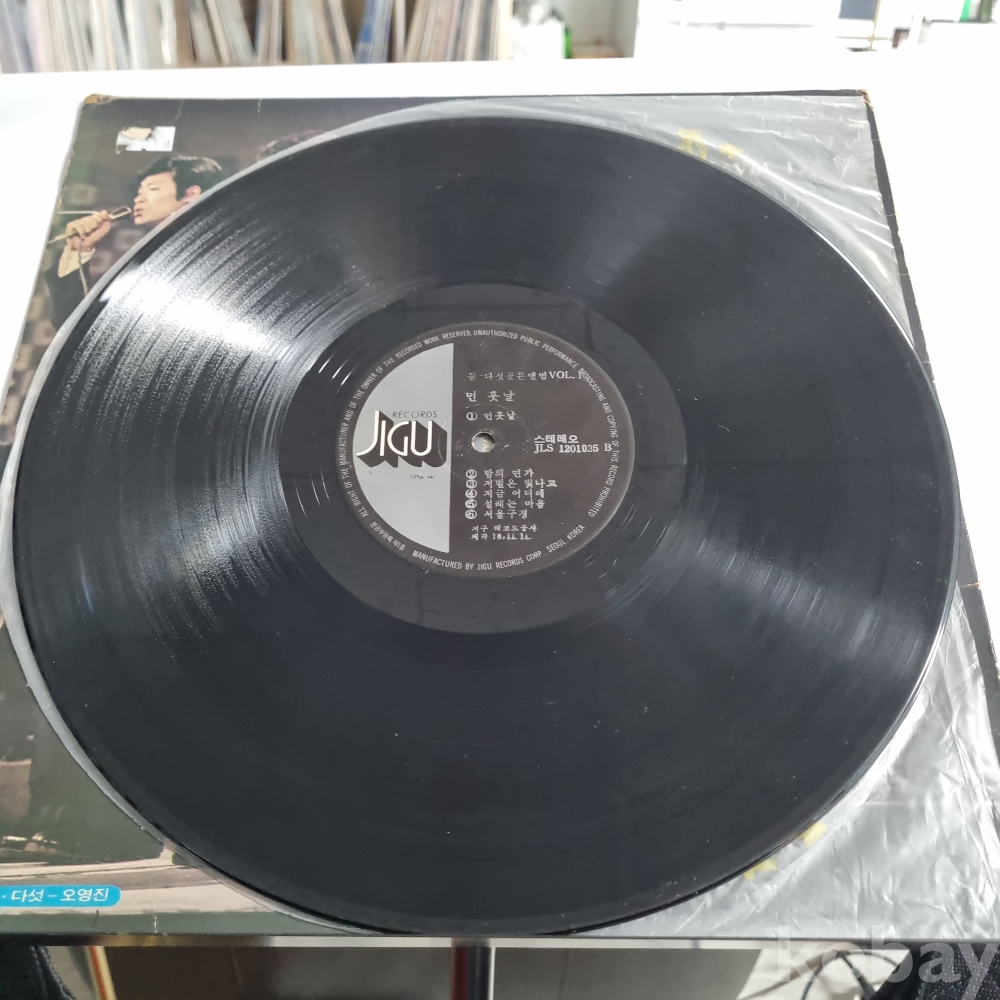 ALL RIGHT OF THE MANUFACTURER AND OF THE OWNER OF THE RECORDED WORK RESERVED. UNAUTHORIZED PUBLIC PERFORMANCE, BROADCASTING AND COPYING OF THIS RECORD PROHIBITED
둘·다섯골든앨범VOL.1
먼 훗날
① 먼훗날
RECORDS
JIGU
스테레오
JLS 1201035 B
② 밤의 연가
③ 저별은 빛나고
④ 지금 어디에
⑤ 설레는 마음
⑥ 서울구경
지구 레코드공사
MANUFACTURED BY JIGU RECORDS CORP., SEOUL, KOREA
· 다섯 - 오영진
kobay